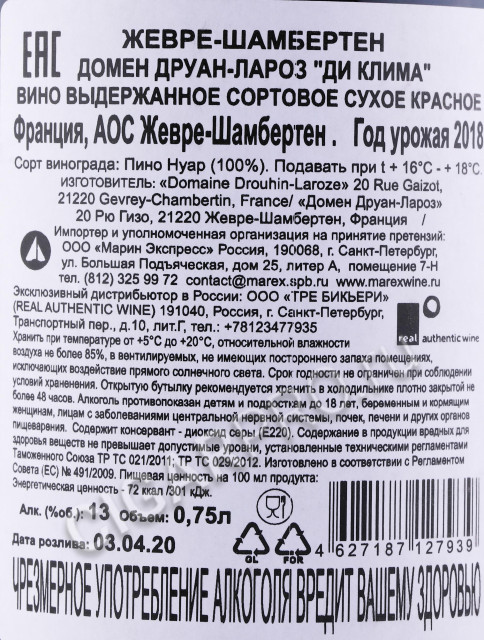 ЖЕВРЕ-ШАМБЕРТЕН
ДОМЕН ДРУАН-ЛАРОЗ "ДИ КЛИМА"
ВИНО ВЫДЕРЖАННОЕ СОРТОВОЕ СУХОЕ КРАСНОЕ
Франция, АОС Жевре-Шамбертен . Год урожая 2018
Сорт винограда: Пино Нуар (100%). Подавать при t + 16°C - + 18°C.
ИЗГОТОВИТЕЛЬ: «Domaine Drouhin-Laroze» 20 Rue Gaizot,
21220 Gevrey-Chambertin, France/ «Домен Друан-Лароз»
20 Рю Гизо, 21220 Жевре-Шамбертен, Франция /
Импортер и уполномоченная организация на принятие претензий:
ООО «Марин Экспресс» Россия, 190068, г. Санкт-Петербург,
ул. Большая Подъяческая, дом 25, литер А, помещение 7-Н
тел. (812) 325 99 72 contact@marex.spb.ru www.marexwine.ru
Эксклюзивный дистрибьютор в России: ООО «ТРЕ БИКЬЕРИ»
(REAL AUTHENTIC WINE) 191040, Россия, г. Санкт-Петербург,
Транспортный пер., д.10, лит.Г, тел.: +78123477935
real authentic wine
Хранить при температуре от +5°C до +20°C, относительной влажности
воздуха не более 85%, в вентилируемых, не имеющих постороннего запаха помещениях,
исключающих воздействие прямого солнечного света. Срок годности не ограничен при соблюдении
условий хранения. Открытую бутылку рекомендуется хранить в холодильнике плотно закрытой не
более 48 часов. Алкоголь противопоказан детям и подросткам до 18 лет, беременным и кормящим
женщинам, лицам с заболеваниями центральной нервной системы, почек, печени и других органов
пищеварения. Содержит консервант - диоксид серы (Е220). Содержание в продукции вредных для
здоровья веществ не превышает допустимые уровни, установленные техническими регламентами
Таможенного Союза ТР ТС 021/2011; ТР ТС 029/2012. Изготовлено в соответствии с Регламентом
Совета (ЕС) № 491/2009. Пищевая ценность на 100 мл продукта:
Энергетическая ценность - 72 ккал /301 кДж.
Алк. (%об.) 13 Объем: 0,75л
Дата розлива: 03.04.20
GL FOR
4 627187 127939
ЧРЕЗМЕРНОЕ УПОТРЕБЛЕНИЕ АЛКОГОЛЯ ВРЕДИТ ВАШЕМУ ЗДОРОВЬЮ